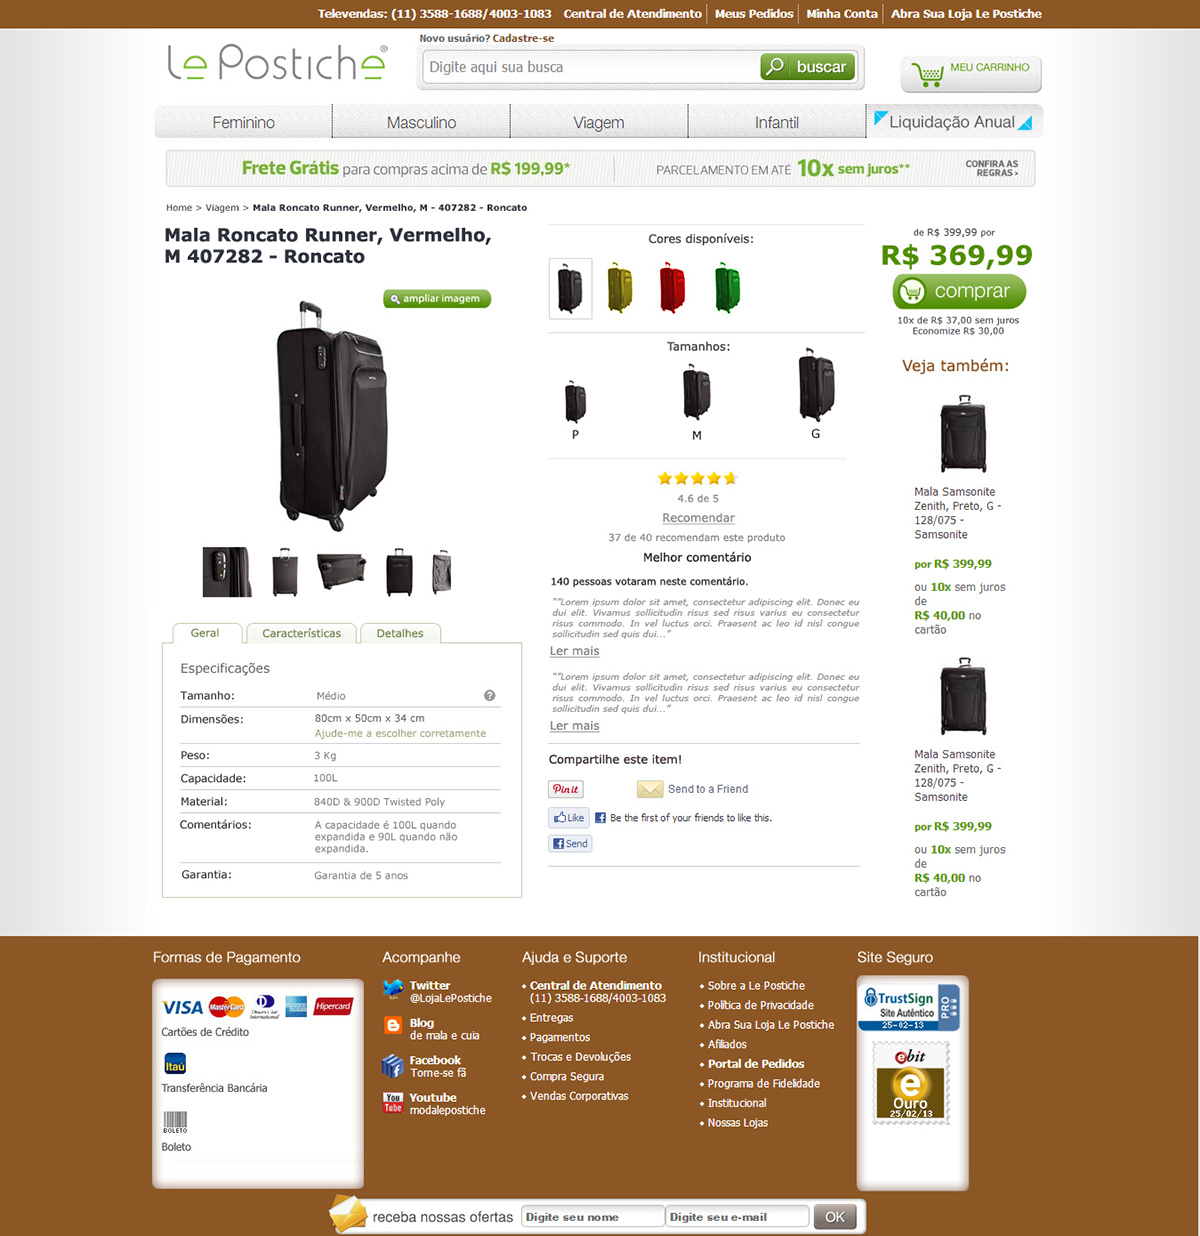 Televendas: (11) 3588-1688/4003-1083 Central de Atendimento Meus Pedidos Minha Conta Abra Sua Loja Le Postiche
Novo usuário? Cadastre-se
Le Postiche®
Digite aqui sua busca
buscar
MEU CARRINHO
Feminino Masculino Viagem Infantil Liquidação Anual
Frete Grátis para compras acima de R$ 199,99* PARCELAMENTO EM ATÉ 10x sem juros** CONFIRA AS
REGRAS >
Home > Viagem > Mala Roncato Runner, Vermelho, M - 407282 - Roncato
Mala Roncato Runner, Vermelho,
M 407282 - Roncato
ampliar imagem
Geral Características Detalhes
Especificações
Tamanho: Médio ?
Dimensões: 80cm x 50cm x 34 cm
Ajude-me a escolher corretamente
Peso: 3 Kg
Capacidade: 100L
Material: 840D & 900D Twisted Poly
Comentários: A capacidade é 100L quando
expandida e 90L quando não
expandida.
Garantia: Garantia de 5 anos
Cores disponíveis:
Tamanhos:
P M G
4.6 de 5
Recomendar
37 de 40 recomendam este produto
Melhor comentário
140 pessoas votaram neste comentário.
""Lorem ipsum dolor sit amet, consectetur adipiscing elit. Donec eu
dui elit. Vivamus sollicitudin risus sed risus varius eu consectetur
risus commodo. In vel luctus orci. Praesent ac leo id nisl congue
sollicitudin sed quis dui..."
Ler mais
""Lorem ipsum dolor sit amet, consectetur adipiscing elit. Donec eu
dui elit. Vivamus sollicitudin risus sed risus varius eu consectetur
risus commodo. In vel luctus orci. Praesent ac leo id nisl congue
sollicitudin sed quis dui..."
Ler mais
Compartilhe este item!
Pin it Send to a Friend
Like Be the first of your friends to like this.
Send
de R$ 399,99 por
R$ 369,99
comprar
10x de R$ 37,00 sem juros
Economize R$ 30,00
Veja também:
Mala Samsonite
Zenith, Preto, G -
128/075 -
Samsonite
por R$ 399,99
ou 10x sem juros
de
R$ 40,00 no
cartão
Mala Samsonite
Zenith, Preto, G -
128/075 -
Samsonite
por R$ 399,99
ou 10x sem juros
de
R$ 40,00 no
cartão
Formas de Pagamento
VISA MasterCard Diners Club International Hipercard
Cartões de Crédito
Itaú
Transferência Bancária
BOLETO
Boleto
Acompanhe
Twitter
@LojaLePostiche
Blog
de mala e cuia
Facebook
Torne-se fã
You Tube
Youtube
modalepostiche
Ajuda e Suporte
• Central de Atendimento
(11) 3588-1688/4003-1083
• Entregas
• Pagamentos
• Trocas e Devoluções
• Compra Segura
• Vendas Corporativas
Institucional
• Sobre a Le Postiche
• Política de Privacidade
• Abra Sua Loja Le Postiche
• Afiliados
• Portal de Pedidos
• Programa de Fidelidade
• Institucional
• Nossas Lojas
Site Seguro
TrustSign PRO
Site Autêntico
25-02-13
ebit
e
Ouro
25/02/13
receba nossas ofertas Digite seu nome Digite seu e-mail OK